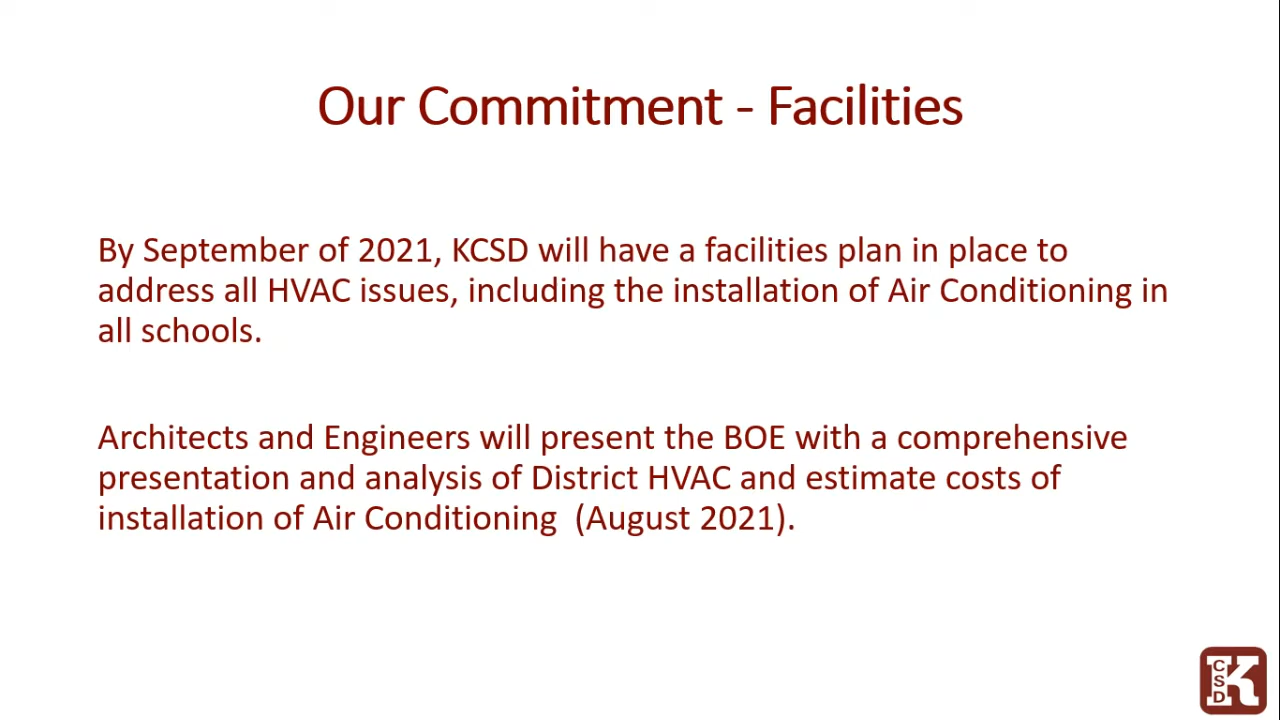 Our Commitment - Facilities
By September of 2021, KCSD will have a facilities plan in place to
address all HVAC issues, including the installation of Air Conditioning in
all schools.
Architects and Engineers will present the BOE with a comprehensive
presentation and analysis of District HVAC and estimate costs of
installation of Air Conditioning  (August 2021).
K
CSD